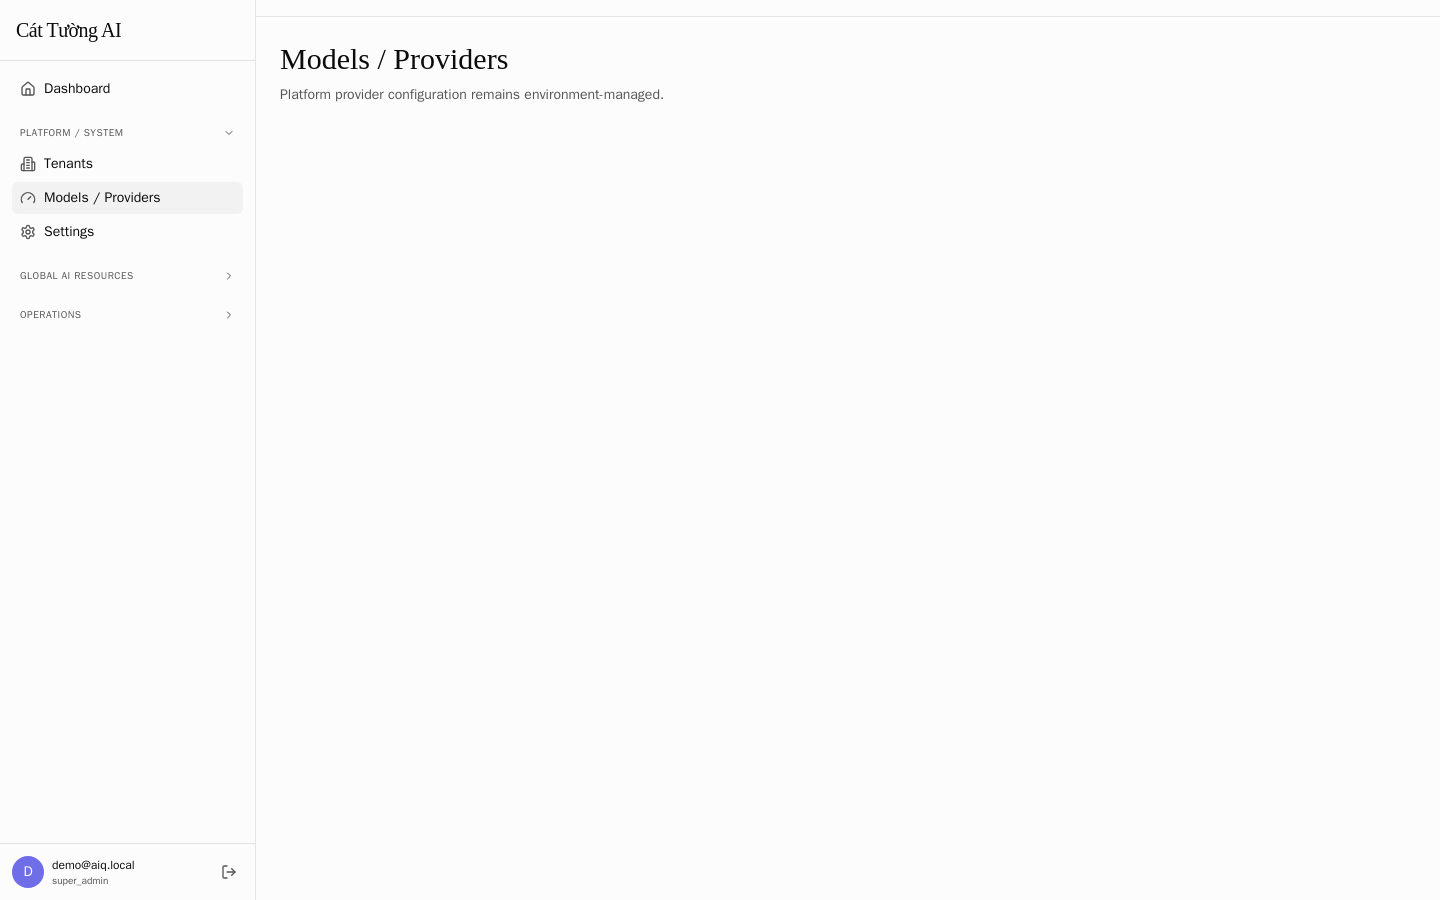 Cát Tường AI
Dashboard
PLATFORM / SYSTEM
Tenants
Models / Providers
Settings
GLOBAL AI RESOURCES
OPERATIONS
D
demo@aiq.local
super_admin
Models / Providers
Platform provider configuration remains environment-managed.